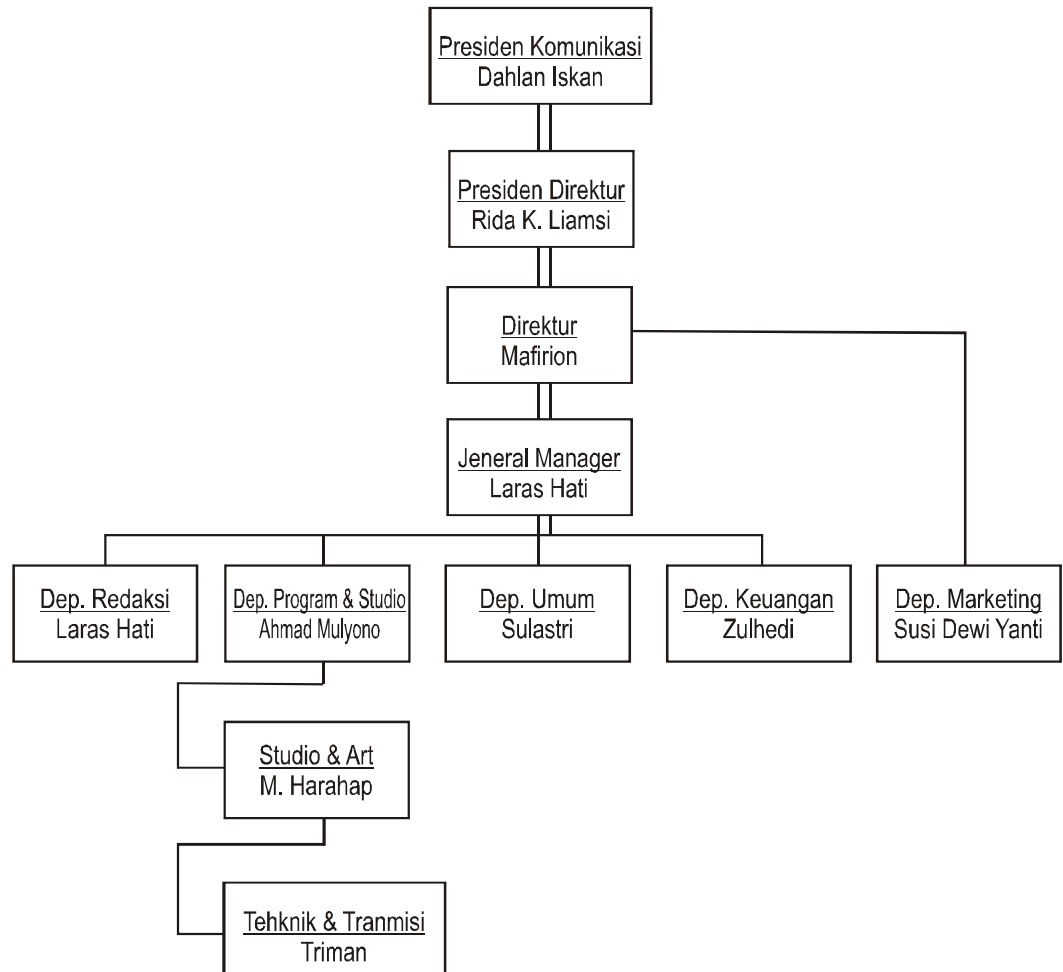 Presiden Komunikasi
Dahlan Iskan
Presiden Direktur
Rida K. Liamsi
Direktur
Mafirion
Jeneral Manager
Laras Hati
Dep. Redaksi
Laras Hati
Dep. Program & Studio
Ahmad Mulyono
Dep. Umum
Sulastri
Dep. Keuangan
Zulhedi
Dep. Marketing
Susi Dewi Yanti
Studio & Art
M. Harahap
Tehknik & Tranmisi
Triman